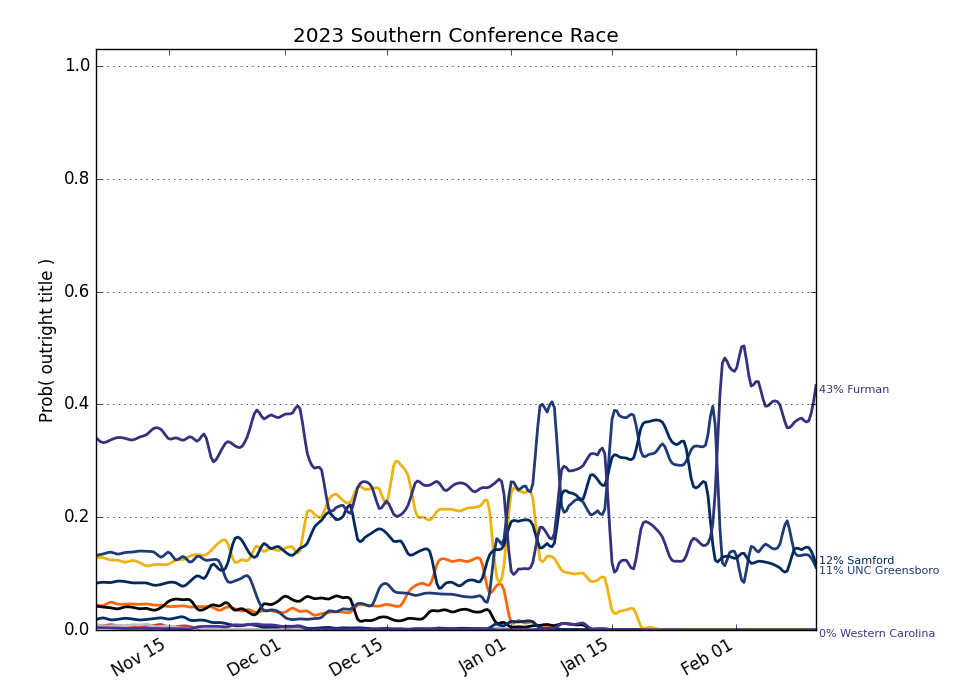 2023 Southern Conference Race
Prob( outright title )
1.0
0.8
0.6
0.4
0.2
0.0
43% Furman
12% Samford
11% UNC Greensboro
0% Western Carolina
Nov 15
Dec 01
Dec 15
Jan 01
Jan 15
Feb 01